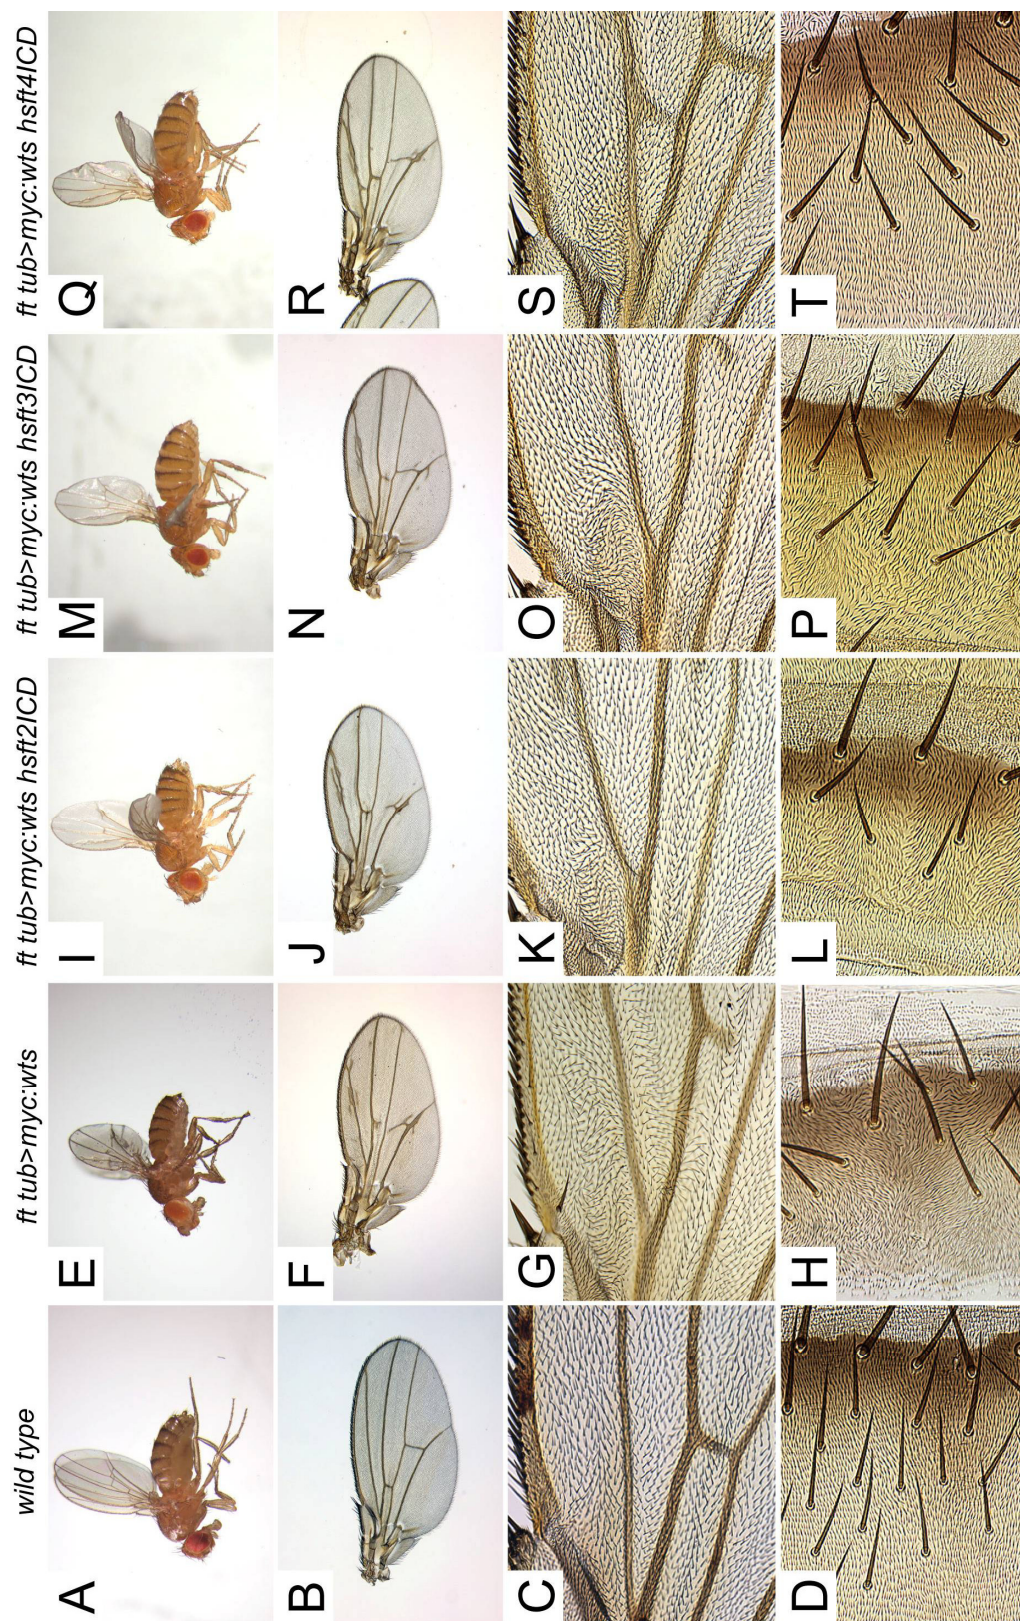 wild type
ft tub>myc:wts
ft tub>myc:wts hsft2ICD
ft tub>myc:wts hsft3ICD
ft tub>myc:wts hsft4ICD
A
E
I
M
Q
B
F
J
N
R
C
G
K
O
S
D
H
L
P
T